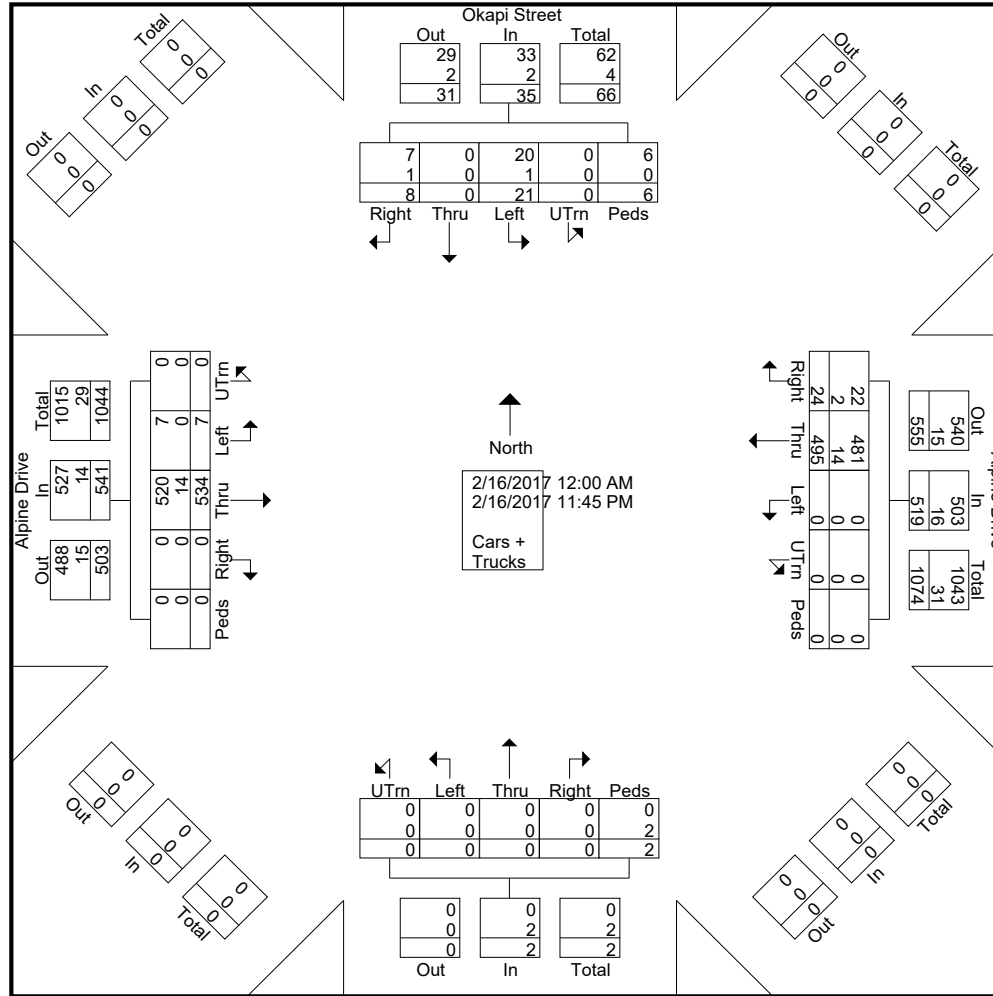 Okapi Street
Out In Total
29 33 62
2 2 4
31 35 66
7 0 20 0 6
1 0 1 0 0
8 0 21 0 6
Right Thru Left UTrn Peds
Total
0
0
0
In
0
0
0
Out
0
0
0
Out
0
0
0
In
0
0
0
Total
0
0
0
Alpine Drive
Out In Total
488 527 1015
15 14 29
503 541 1044
0 7 520 0 0
0 0 14 0 0
0 7 534 0 0
UTrn Left Thru Right Peds
North
2/16/2017 12:00 AM
2/16/2017 11:45 PM
Cars +
Trucks
Right Thru Left UTrn Peds
22 481 0 0 0
2 14 0 0 0
24 495 0 0 0
Out In Total
540 503 1043
15 16 31
555 519 1074
UTrn Left Thru Right Peds
0 0 0 0 0
0 0 0 0 2
0 0 0 0 2
0 0 0
0 2 2
0 2 2
Out In Total
0
0
0
Out
0
0
0
In
0
0
0
Total
0
0
0
Total
0
0
0
In
0
0
0
Out